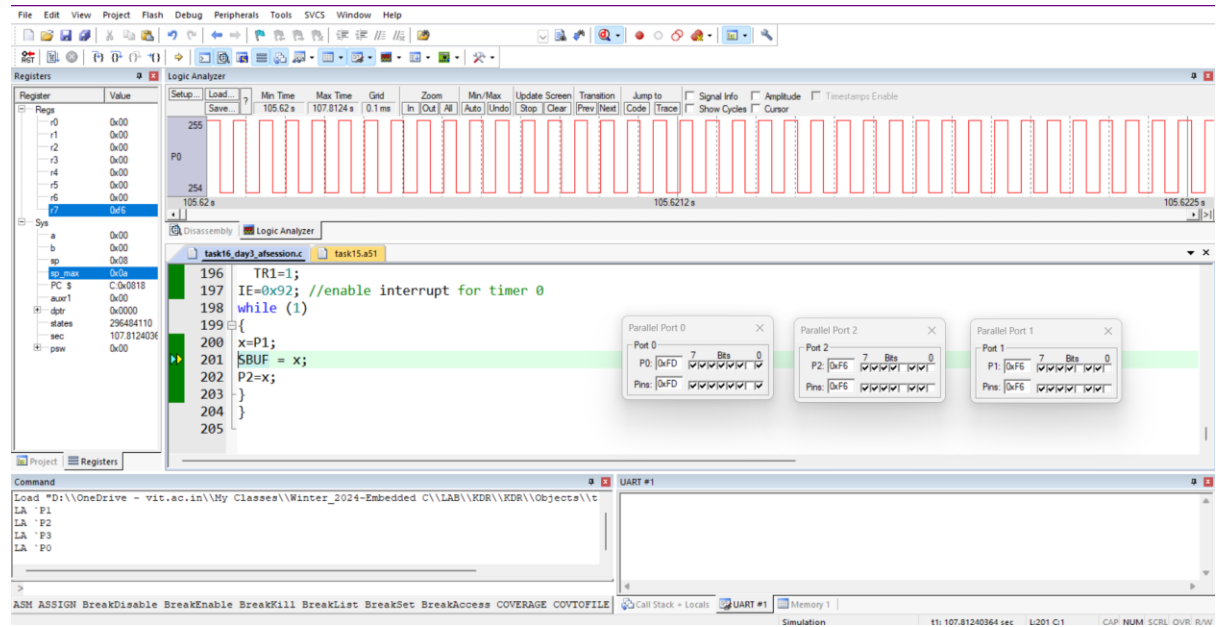 File Edit View Project Flash Debug Peripherals Tools SVCS Window Help
Registers
Register Value
Regs
r0 0x00
r1 0x00
r2 0x00
r3 0x00
r4 0x00
r5 0x00
r6 0x00
r7 0xf6
Sys
a 0x00
b 0x00
sp 0x08
sp_max 0x0a
PC $ C:0x0818
auxr1 0x00
dptr 0x0000
states 296484110
sec 107.8124036
psw 0x00
Project Registers
Logic Analyzer
Setup... Load... ? Min Time Max Time Grid Zoom Min/Max Update Screen Transition Jump to Signal Info Amplitude Timestamps Enable
Save... 105.62 s 107.8124 s 0.1 ms In Out All Auto Undo Stop Clear Prev Next Code Trace Show Cycles Cursor
255
P0
254
105.62 s 105.6212 s 105.6225 s
Disassembly Logic Analyzer
task16_day3_afsession.c task15.a51
196 TR1=1;
197 IE=0x92; //enable interrupt for timer 0
198 while (1)
199 {
200 x=P1;
201 SBUF = x;
202 P2=x;
203 }
204 }
205
Parallel Port 0
Port 0
7 Bits 0
P0: 0xFD
Pins: 0xFD
Parallel Port 2
Port 2
7 Bits 0
P2: 0xF6
Pins: 0xF6
Parallel Port 1
Port 1
7 Bits 0
P1: 0xF6
Pins: 0xF6
Command
Load "D:\\OneDrive - vit.ac.in\\My Classes\\Winter_2024-Embedded C\\LAB\\KDR\\KDR\\Objects\\t
LA `P1
LA `P2
LA `P3
LA `P0
>
ASM ASSIGN BreakDisable BreakEnable BreakKill BreakList BreakSet BreakAccess COVERAGE COVTOFILE
UART #1
Call Stack + Locals UART #1 Memory 1
Simulation t1: 107.81240364 sec L:201 C:1 CAP NUM SCRL OVR R/W